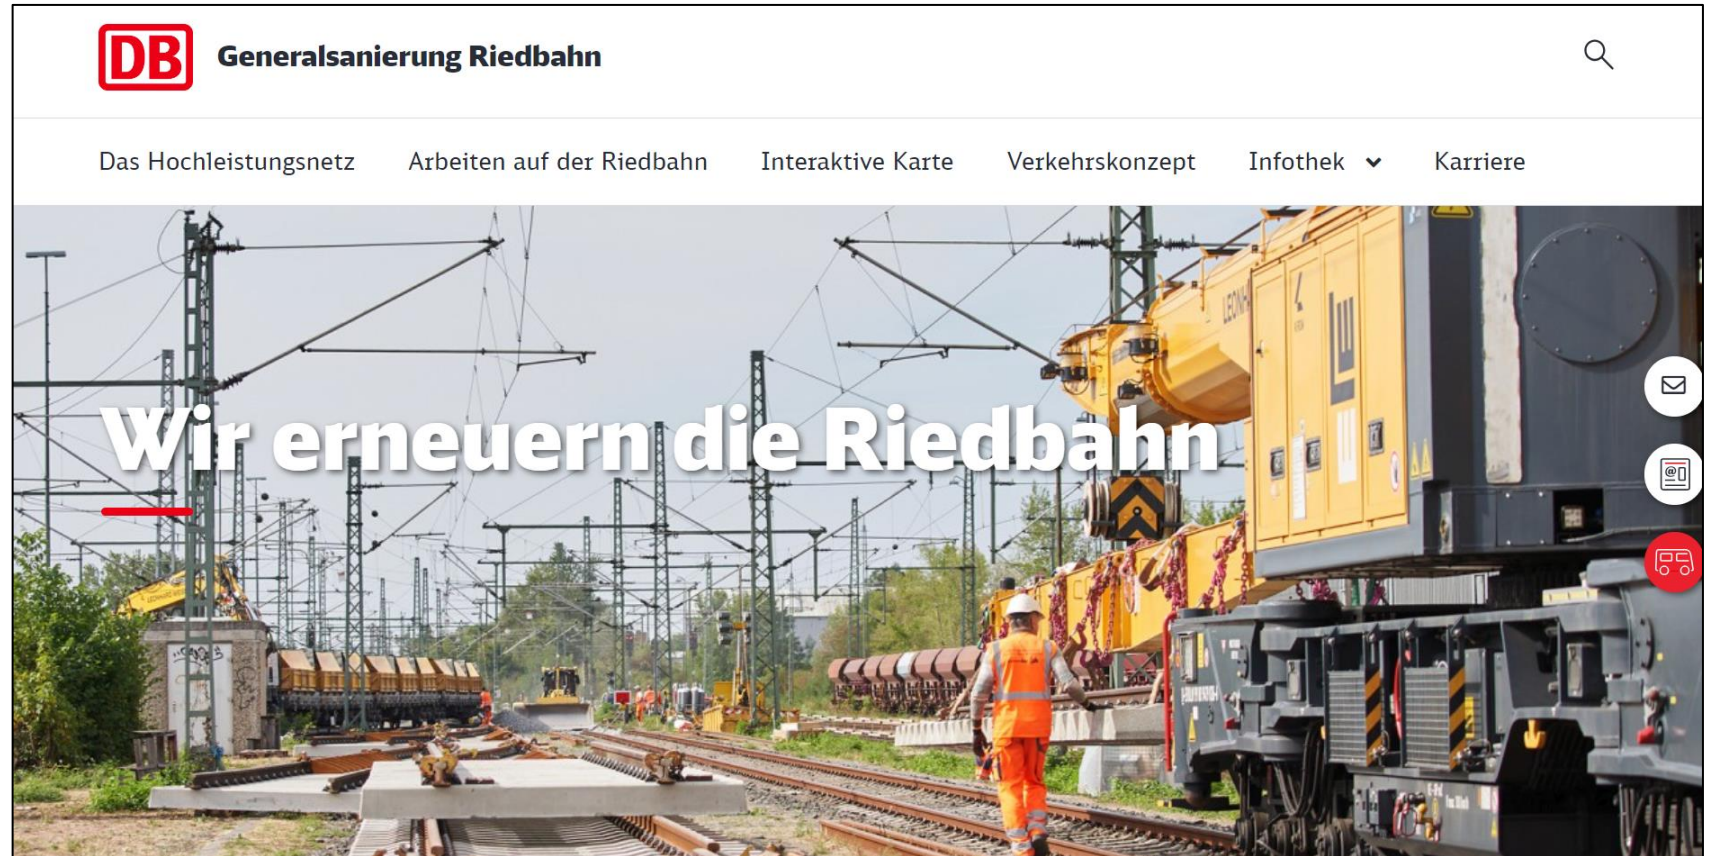 DB
Generalsanierung Riedbahn
Das Hochleistungsnetz
Arbeiten auf der Riedbahn
Interaktive Karte
Verkehrskonzept
Infothek
Karriere
Wir erneuern die Riedbahn